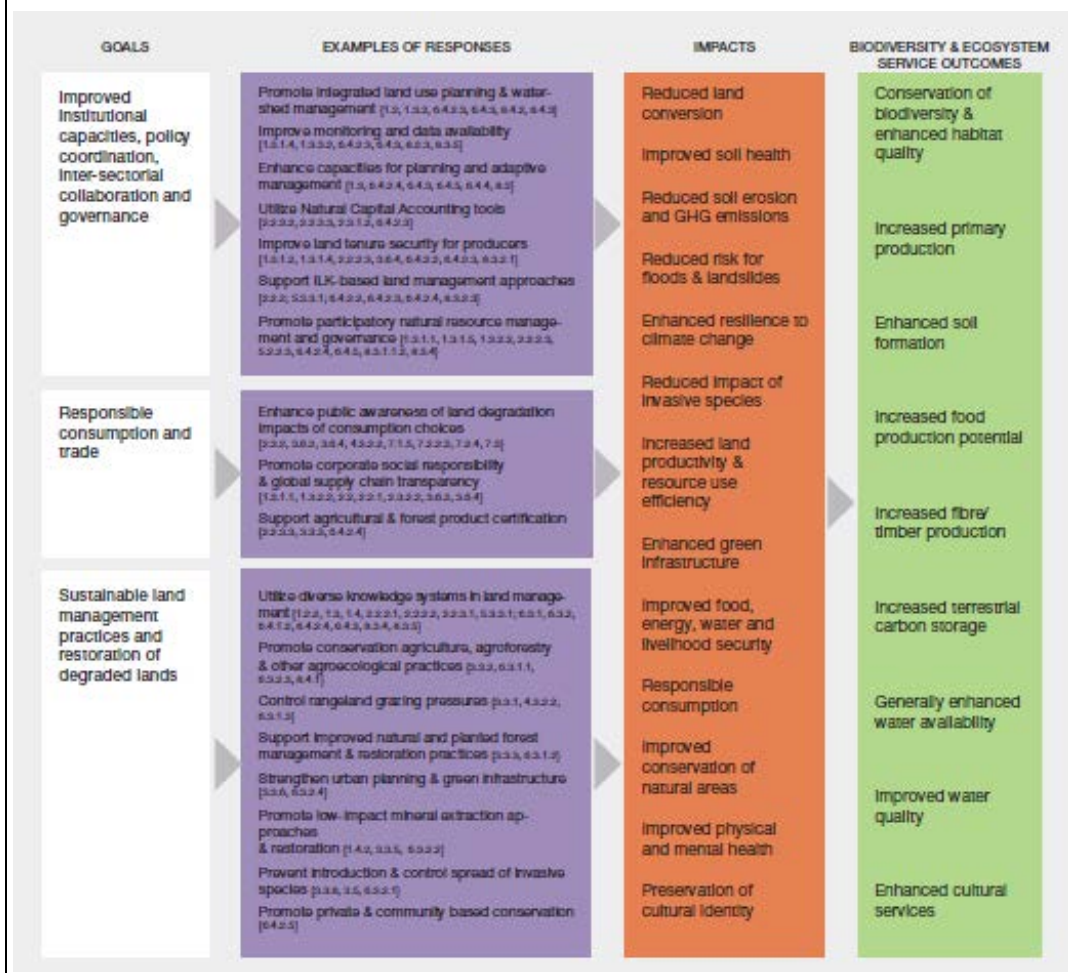 GOALS
Improved
institutional
capacities, policy
coordination,
inter-sectorial
collaboration and
governance
Responsible
consumption and
trade
Sustainable land
management
practices and
restoration of
degraded lands
EXAMPLES OF RESPONSES
Promote integrated land use planning & water-
shed management
Improve monitoring and data availability
Enhance capacities for planning and adaptive
management
Utilize Natural Capital Accounting tools
Improve land tenure security for producers
Support ILK-based land management approaches
Promote participatory natural resource manage-
ment and governance
Enhance public awareness of land degradation
impacts of consumption choices
Promote corporate social responsibility
& global supply chain transparency
Support agricultural & forest product certification
Utilize diverse knowledge systems in land manage-
ment
Promote conservation agriculture, agroforestry
& other agroecological practices
Control rangeland grazing pressures
Support improved natural and planted forest
management & restoration practices
Strengthen urban planning & green infrastructure
Promote low-impact mineral extraction ap-
proaches
& restoration
Prevent introduction & control spread of invasive
species
Promote private & community based conservation
IMPACTS
Reduced land
conversion
Improved soil health
Reduced soil erosion
and GHG emissions
Reduced risk for
floods & landslides
Enhanced resilience to
climate change
Reduced impact of
invasive species
Increased land
productivity &
resource use
efficiency
Enhanced green
infrastructure
Improved food,
energy, water and
livelihood security
Responsible
consumption
Improved
conservation of
natural areas
Improved physical
and mental health
Preservation of
cultural identity
BIODIVERSITY & ECOSYSTEM
SERVICE OUTCOMES
Conservation of
biodiversity &
enhanced habitat
quality
Increased primary
production
Enhanced soil
formation
Increased food
production potential
Increased fibre/
timber production
Increased terrestrial
carbon storage
Generally enhanced
water availability
Improved water
quality
Enhanced cultural
services